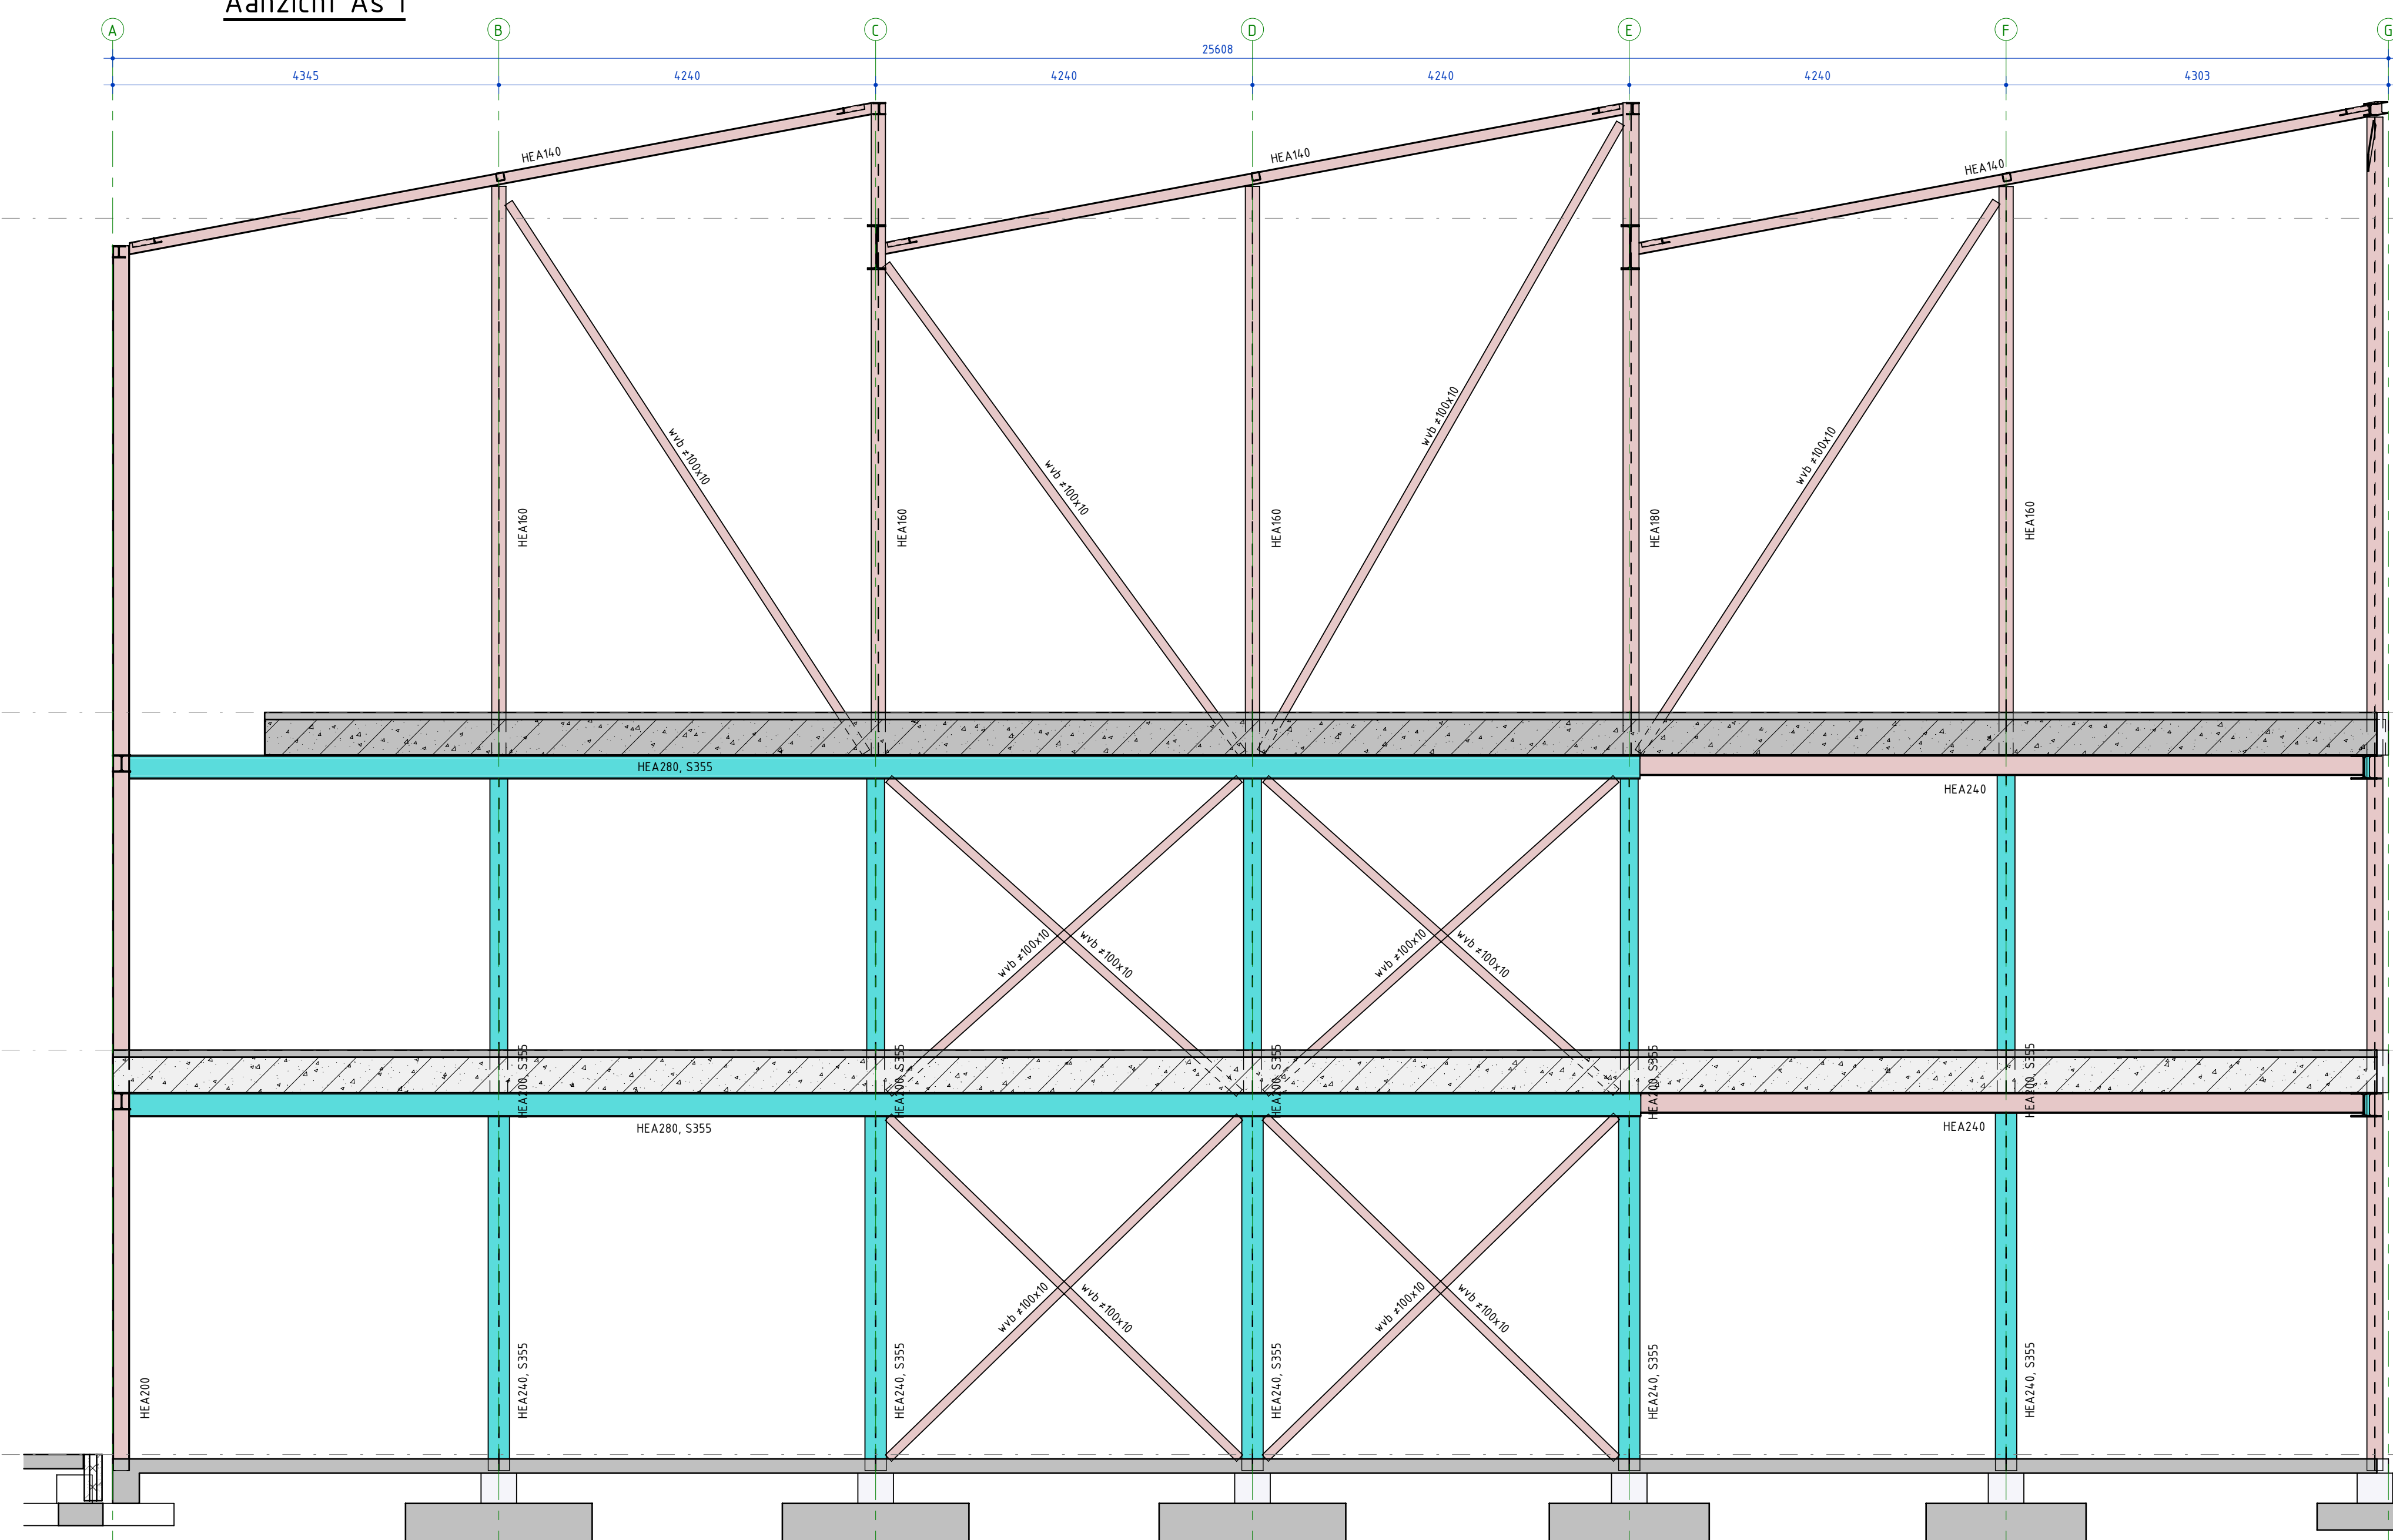 Aanzicht As 1
A B C D E F G
25608
4345 4240 4240 4240 4240 4303
HEA140 HEA140 HEA140
wvb ≠100x10 wvb ≠100x10 wvb ≠100x10 wvb ≠100x10
HEA160 HEA160 HEA160 HEA180 HEA160
HEA280, S355
HEA240
wvb ≠100x10 wvb ≠100x10 wvb ≠100x10 wvb ≠100x10
HEA200, S355 HEA200, S355 HEA200, S355 HEA200, S355 HEA200, S355
HEA280, S355
HEA240
wvb ≠100x10 wvb ≠100x10 wvb ≠100x10 wvb ≠100x10
HEA200 HEA240, S355 HEA240, S355 HEA240, S355 HEA240, S355 HEA240, S355